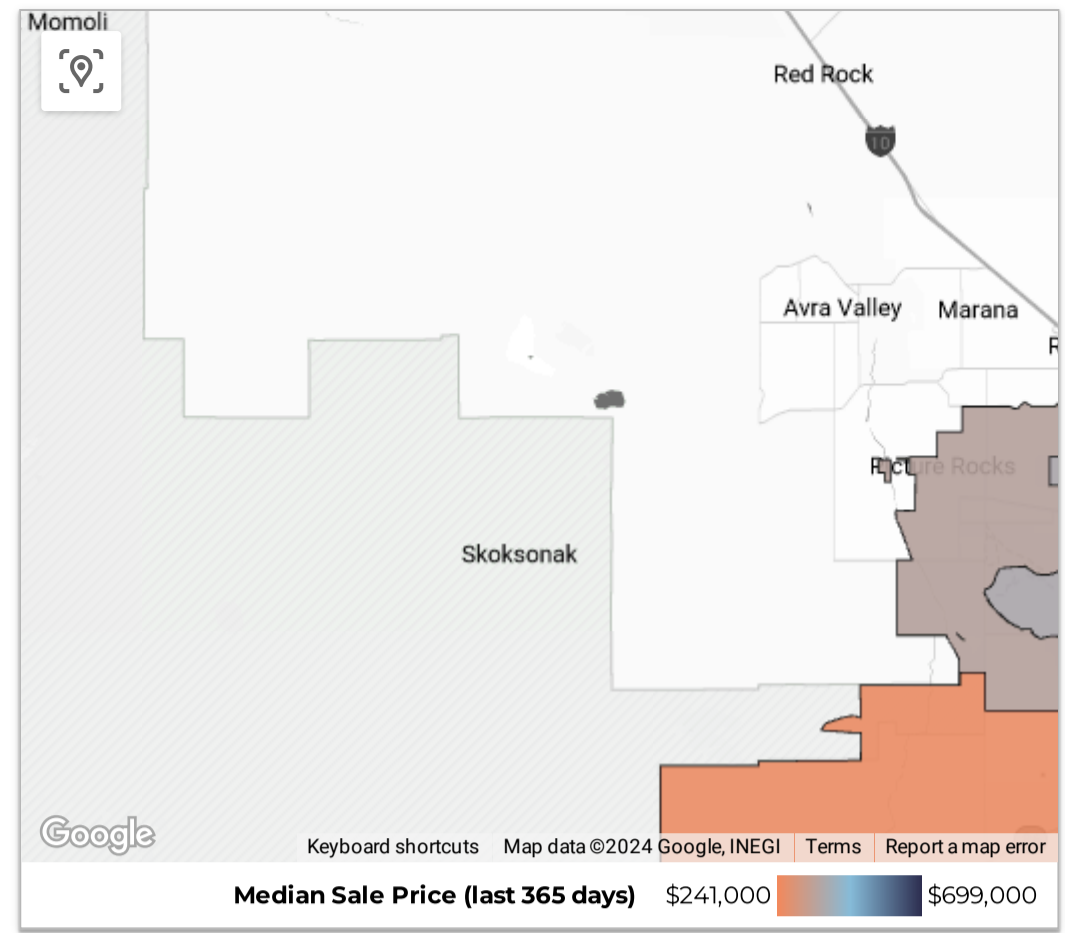 Momoli
Red Rock
10
Avra Valley
Marana
R
Picture Rocks
Skoksonak
Google
Keyboard shortcuts
Map data ©2024 Google, INEGI
Terms
Report a map error
Median Sale Price (last 365 days)
$241,000
$699,000